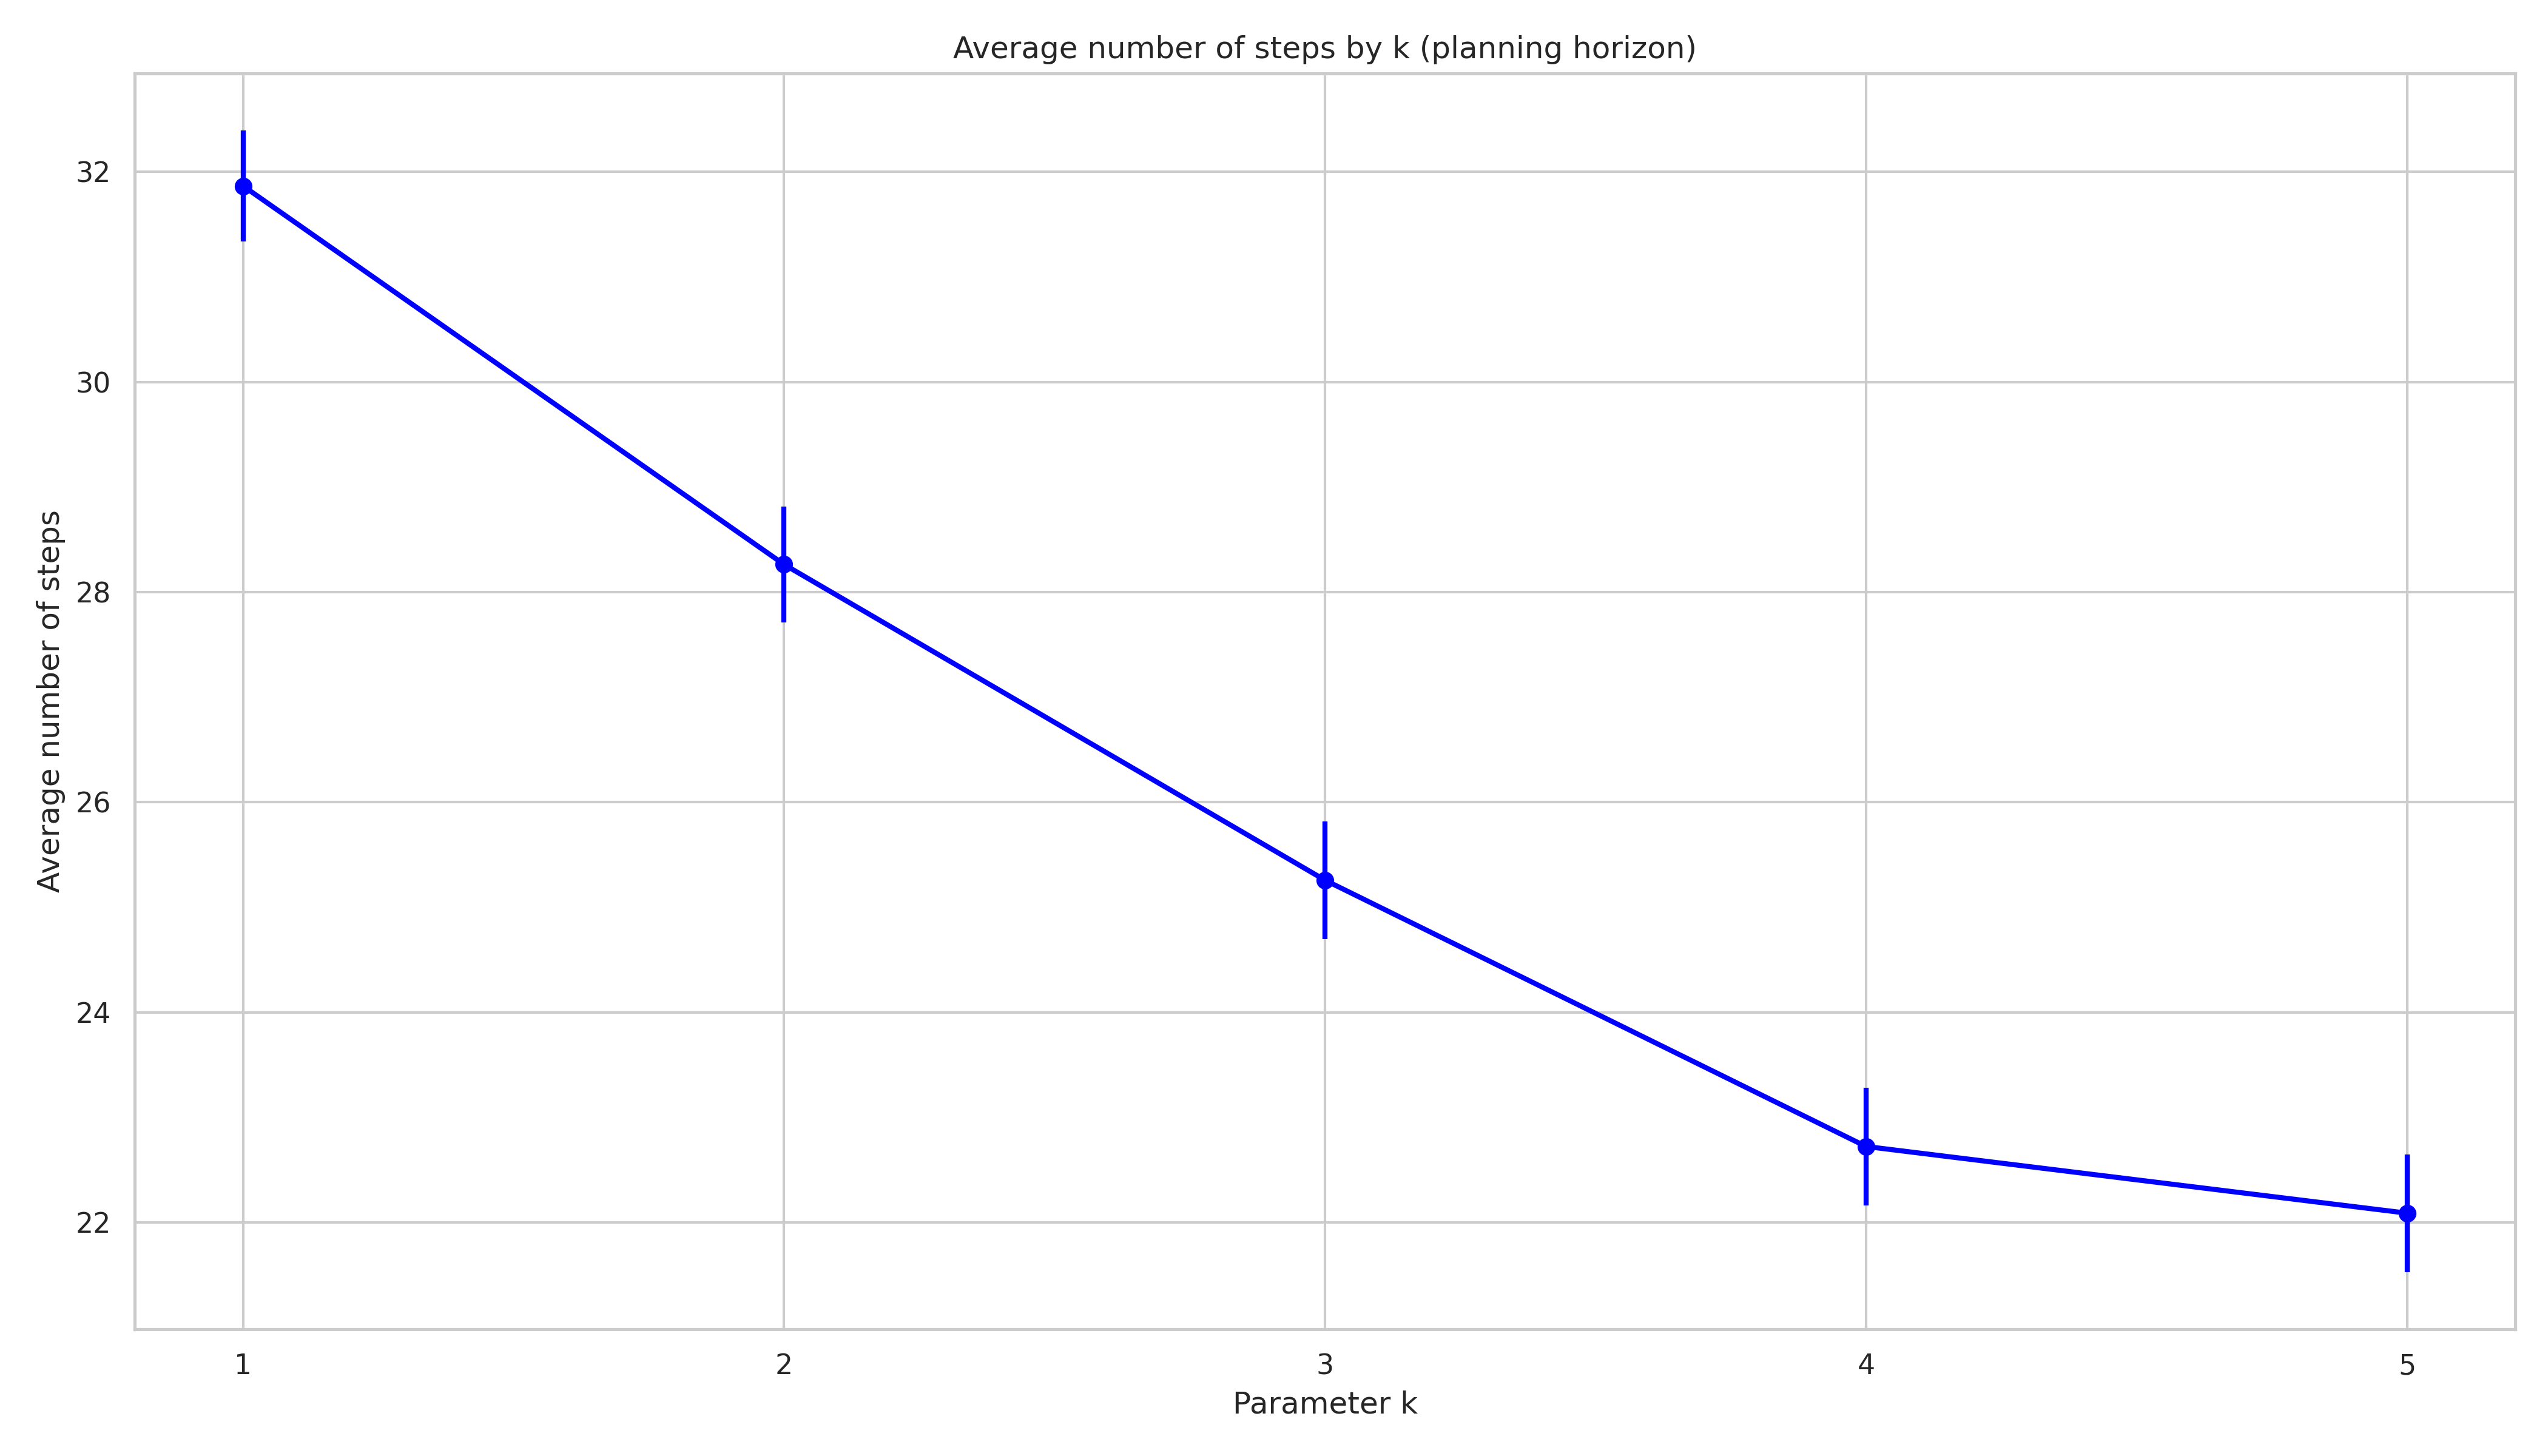 Average number of steps by k (planning horizon)
Average number of steps
32
30
28
26
24
22
1 2 3 4 5
Parameter k